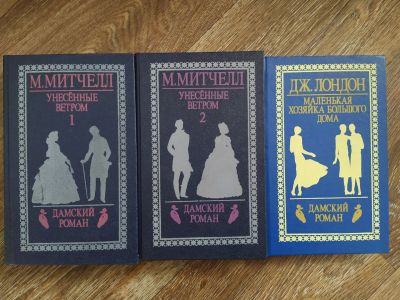 М.МИТЧЕЛЛ
УНЕСЁННЫЕ
ВЕТРОМ
1
ДАМСКИЙ
РОМАН
М.МИТЧЕЛЛ
УНЕСЁННЫЕ
ВЕТРОМ
2
ДАМСКИЙ
РОМАН
ДЖ. ЛОНДОН
МАЛЕНЬКАЯ
ХОЗЯЙКА БОЛЬШОГО
ДОМА
ДАМСКИЙ
РОМАН